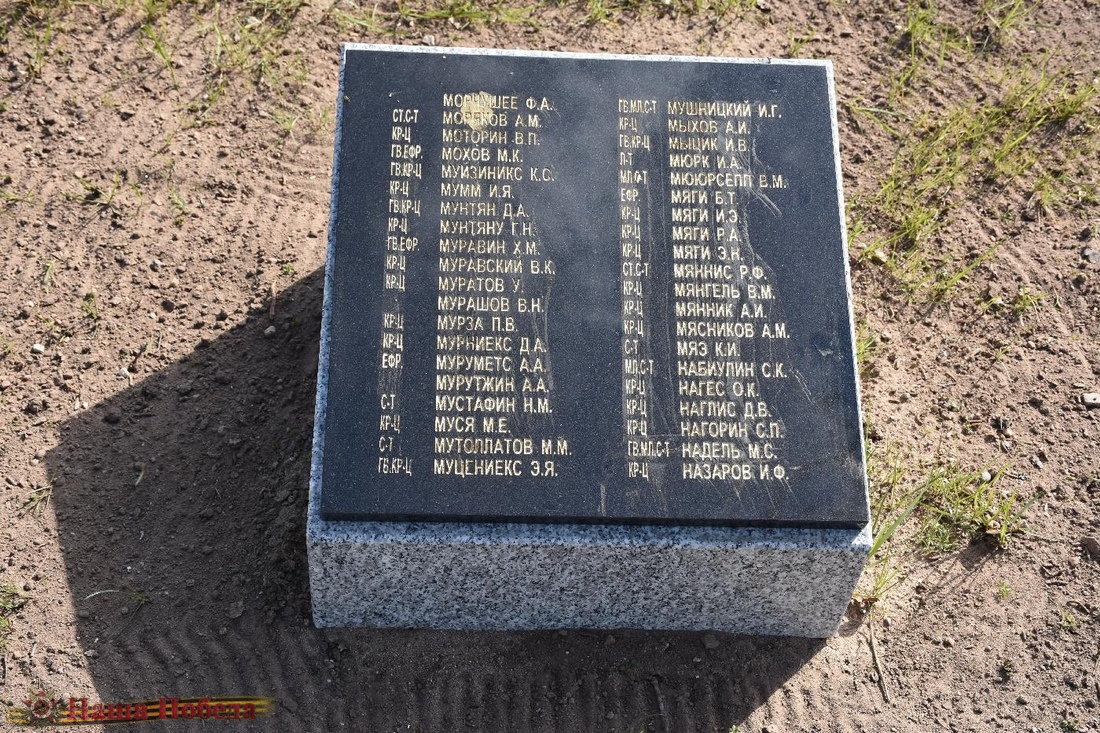 Ф.А.
СТ.С-Т МОРЯКОВ А.М.
КР-Ц МОТОРИН В.П.
ГВ.ЕФР. МОХОВ М.К.
ГВ.КР-Ц МУИЗИНИКС К.С.
КР-Ц МУММ И.Я.
ГВ.КР-Ц МУНТЯН Д.А.
КР-Ц МУНТЯНУ Г.Н.
ГВ.ЕФР. МУРАВИН Х.М.
КР-Ц МУРАВСКИЙ В.К.
КР-Ц МУРАТОВ У.
МУРАШОВ В.Н.
КР-Ц МУРЗА П.В.
КР-Ц МУРНИЕКС Д.А.
ЕФР. МУРУМЕТС А.А.
МУРУТЖИН А.А.
С-Т МУСТАФИН Н.М.
КР-Ц МУСЯ М.Е.
С-Т МУТОЛЛАТОВ М.М.
ГВ.КР-Ц МУЦЕНИЕКС Э.Я.
ГВ.МЛ.С-Т МУШНИЦКИЙ И.Г.
КР-Ц МЫХОВ А.И.
ГВ.КР-Ц МЫЩИК И.В.
Л-Т МЮРК И.А.
МЛ.Л-Т МЮЮРСЕПП В.М.
ЕФР. МЯГИ Б.Т.
КР-Ц МЯГИ И.Э.
КР-Ц МЯГИ Р.А.
КР-Ц МЯГИ Э.Н.
СТ.С-Т МЯННИС Р.Ф.
КР-Ц МЯНГЕЛЬ В.М.
КР-Ц МЯННИК А.И.
КР-Ц МЯСНИКОВ А.М.
С-Т МЯЭ К.И.
МЛ.С-Т НАБИУЛИН С.К.
КР-Ц НАГЕС О.К.
КР-Ц НАГЛИС Д.В.
КР-Ц НАГОРИН С.П.
ГВ.МЛ.С-Т НАДЕЛЬ М.С.
КР-Ц НАЗАРОВ И.Ф.
Наша Победа